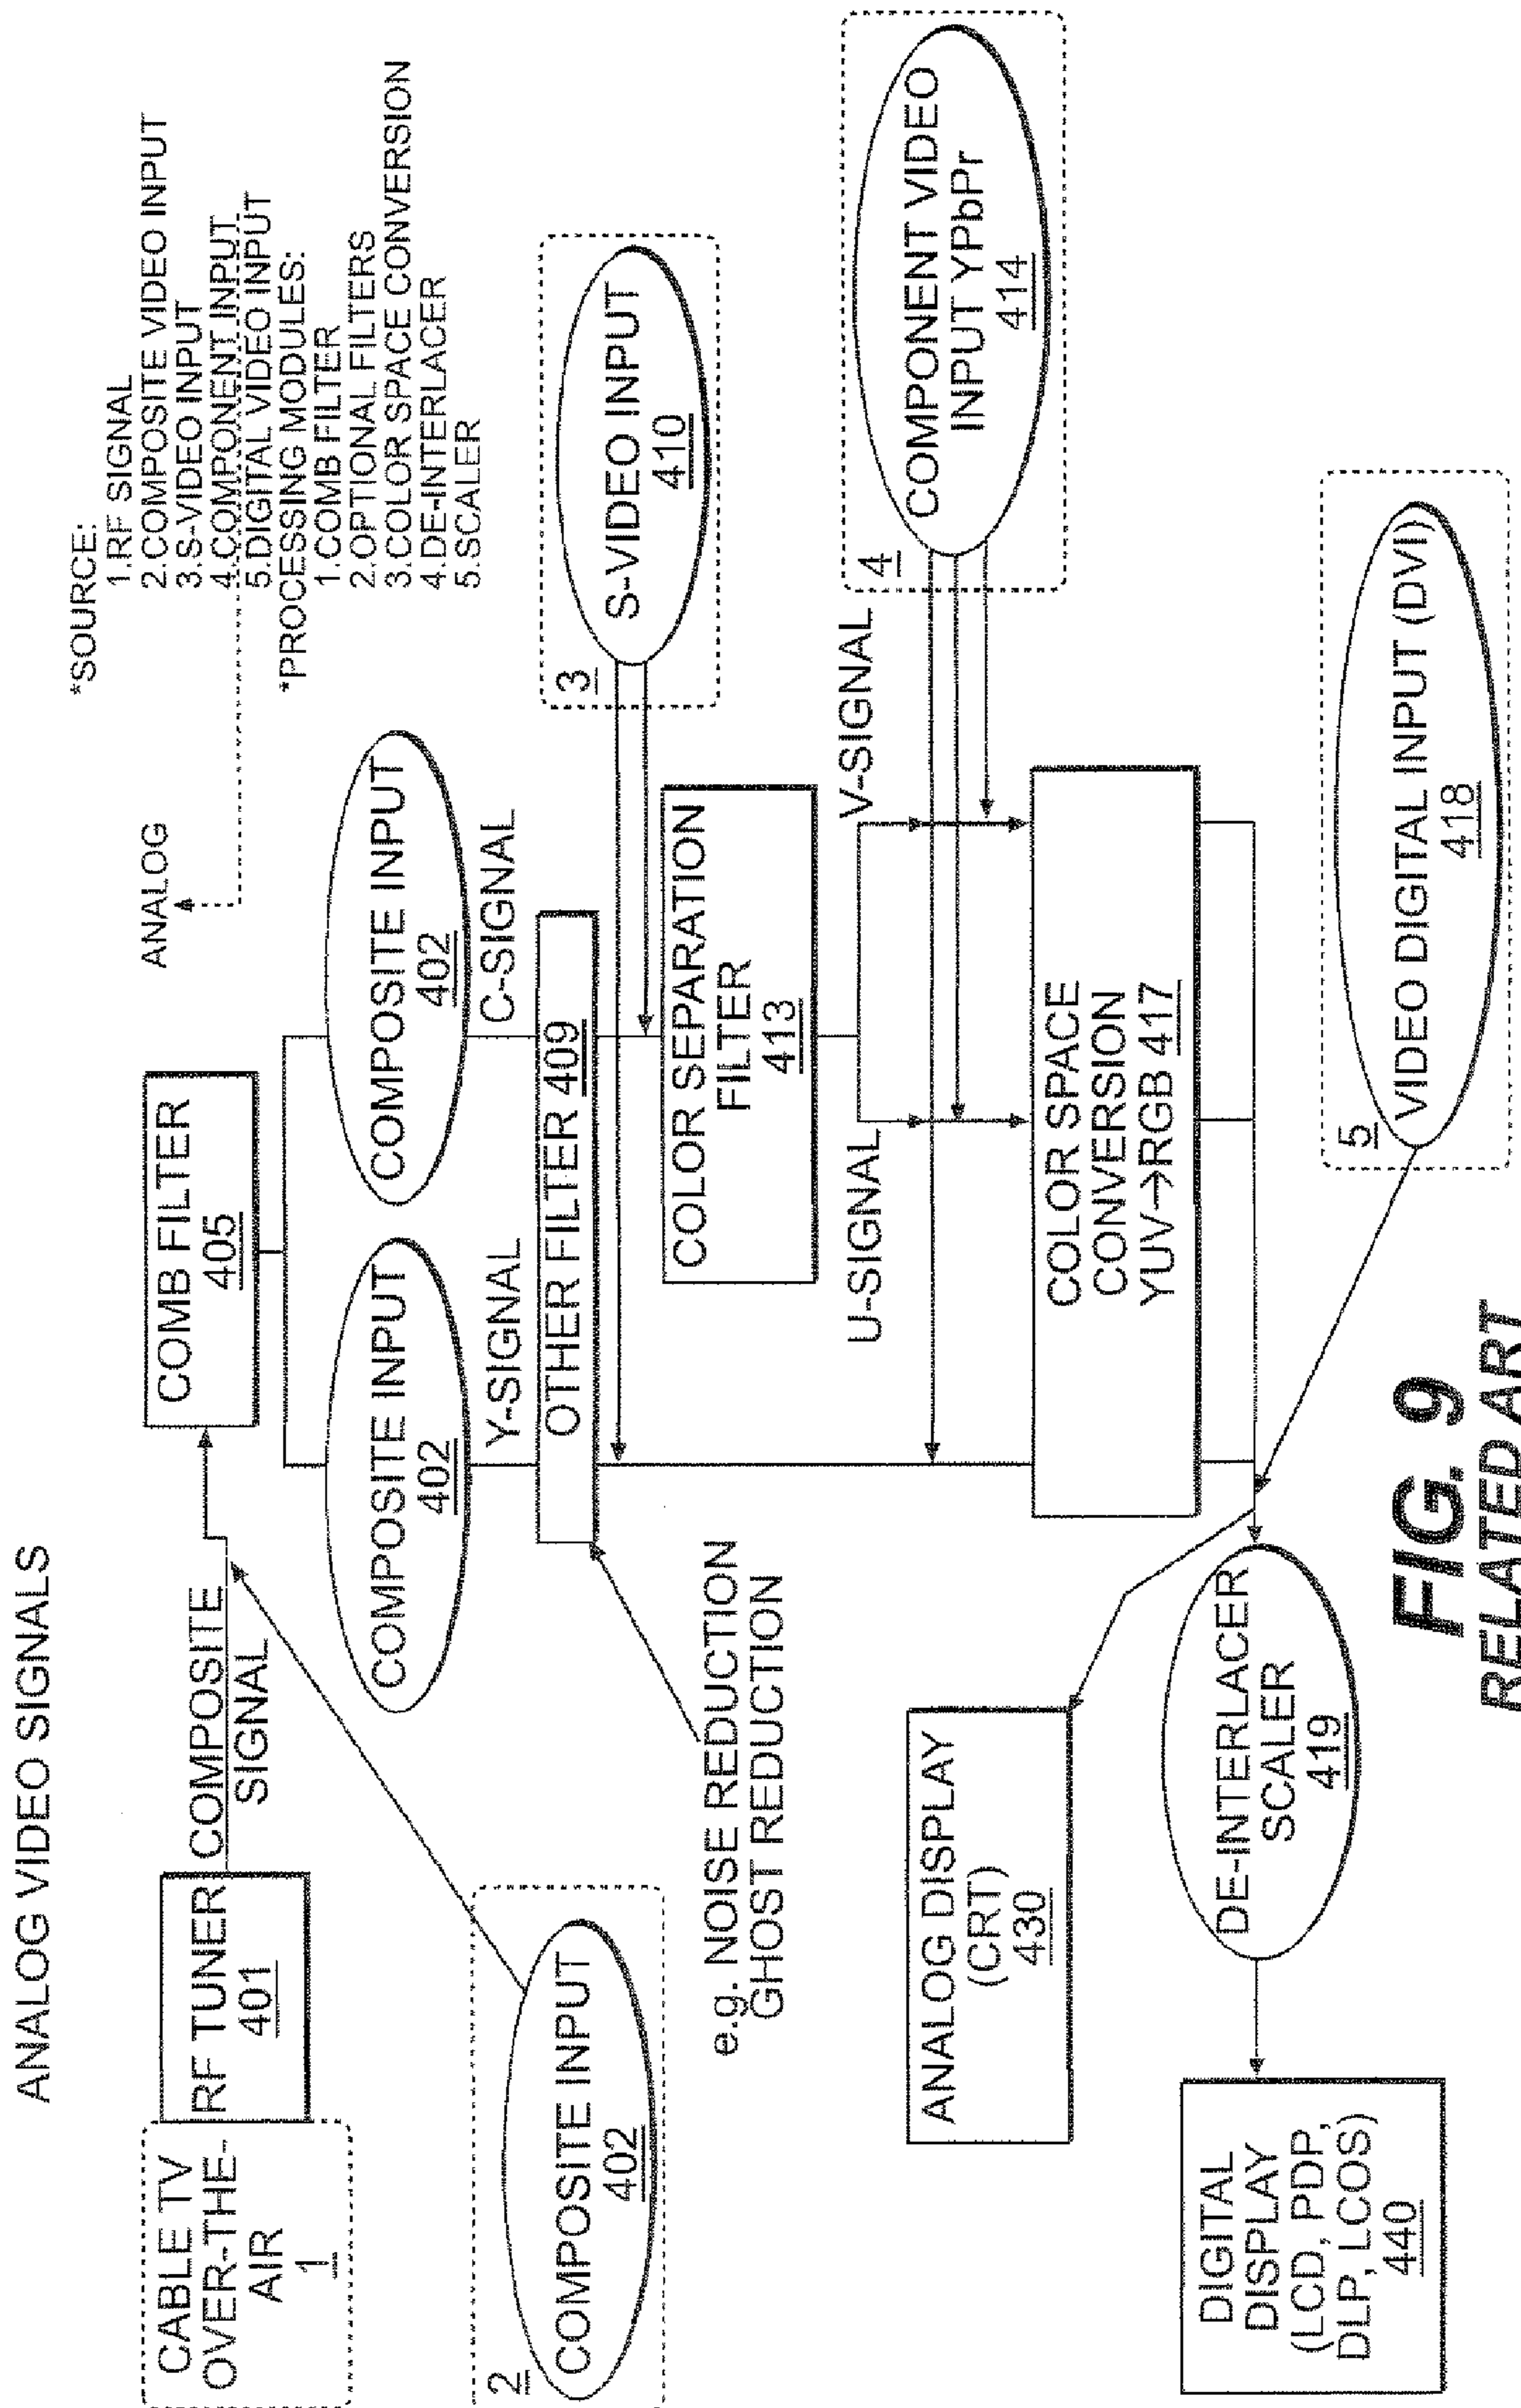 ANALOG VIDEO SIGNALS
CABLE TV
OVER-THE-
AIR
1
RF TUNER
401
COMPOSITE
SIGNAL
COMB FILTER
405
ANALOG
*SOURCE:
1.RF SIGNAL
2.COMPOSITE VIDEO INPUT
3.S-VIDEO INPUT
4.COMPONENT INPUT
5.DIGITAL VIDEO INPUT
*PROCESSING MODULES:
1.COMB FILTER
2.OPTIONAL FILTERS
3.COLOR SPACE CONVERSION
4.DE-INTERLACER
5.SCALER
2
COMPOSITE INPUT
402
COMPOSITE INPUT
402
COMPOSITE INPUT
402
Y-SIGNAL
C-SIGNAL
OTHER FILTER 409
e.g. NOISE REDUCTION
GHOST REDUCTION
3
S-VIDEO INPUT
410
COLOR SEPARATION
FILTER
413
U-SIGNAL
V-SIGNAL
4
COMPONENT VIDEO
INPUT YPbPr
414
COLOR SPACE
CONVERSION
YUV→RGB 417
ANALOG DISPLAY
(CRT)
430
DE-INTERLACER
SCALER
419
DIGITAL
DISPLAY
(LCD, PDP,
DLP, LCOS)
440
5
VIDEO DIGITAL INPUT (DVI)
418
FIG. 9
RELATED ART